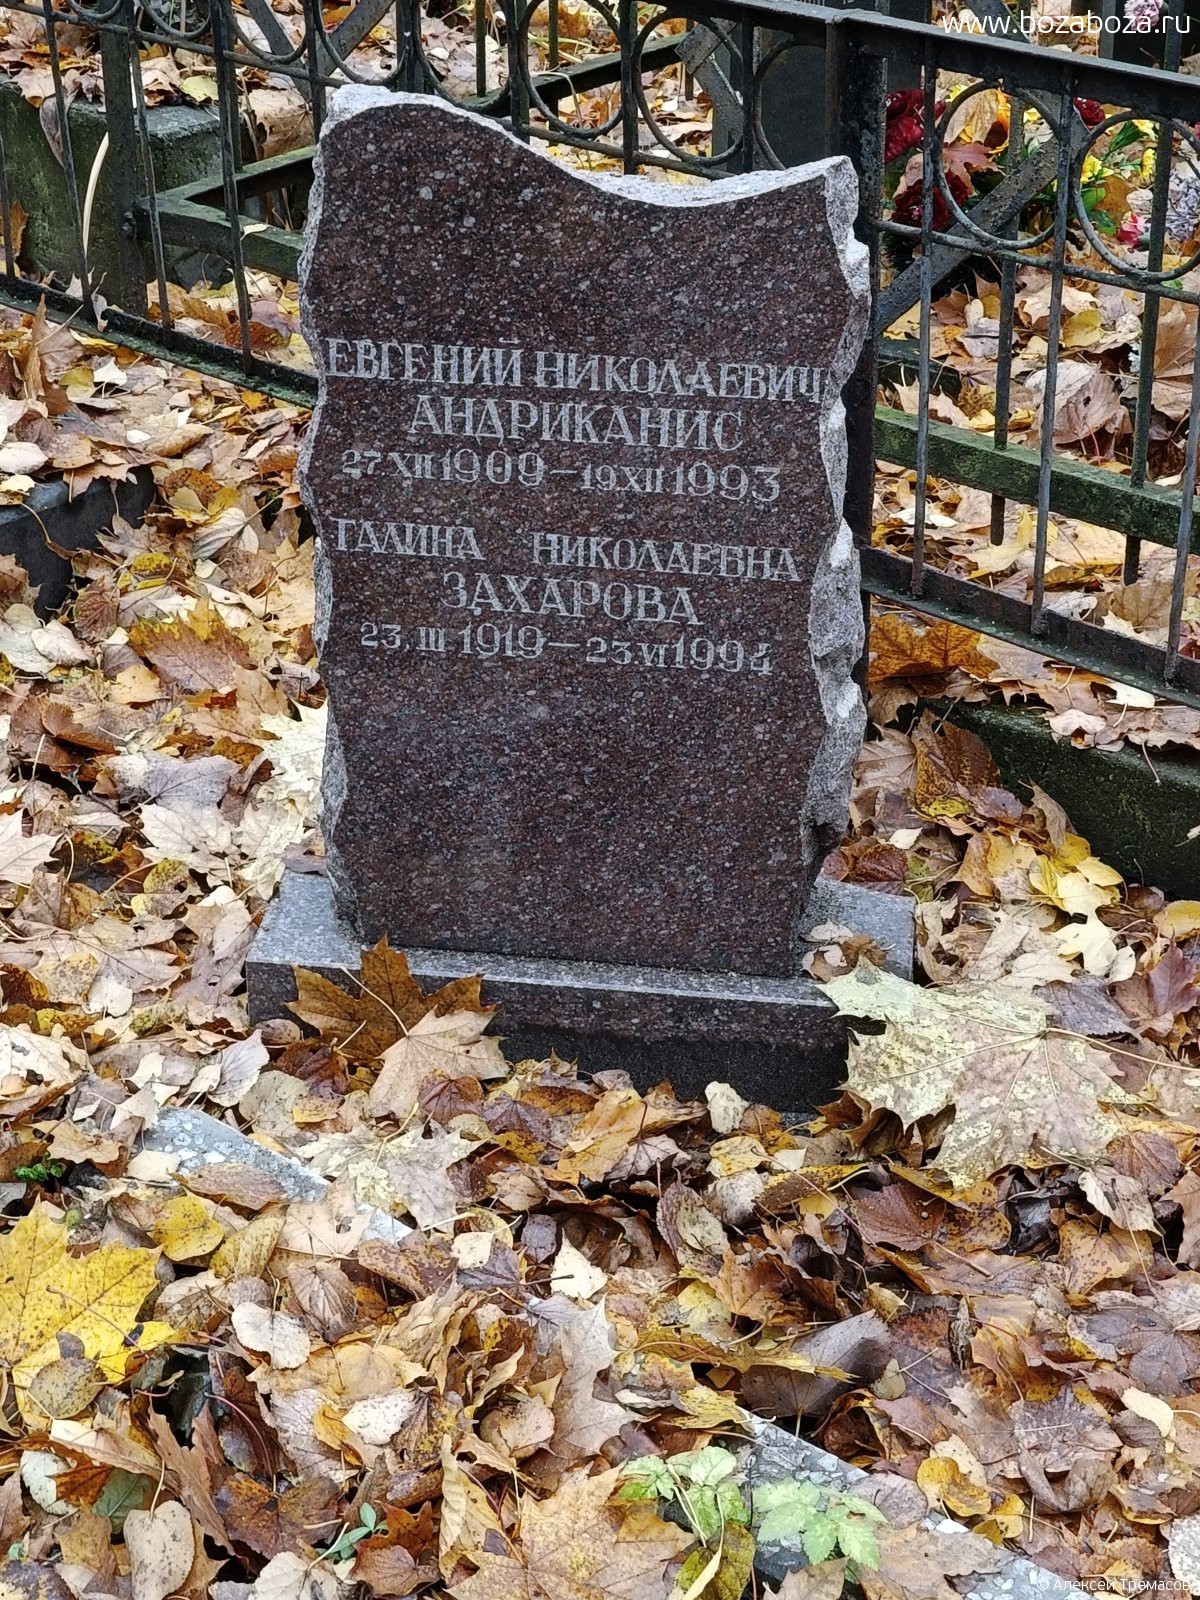 www.bozaboza.ru
ЕВГЕНИЙ НИКОЛАЕВИЧ
АНДРИКАНИС
27 XII 1909 – 19 XII 1993
ГАЛИНА НИКОЛАЕВНА
ЗАХАРОВА
23. III 1919 – 23 VI 1994
© Алексей Тремасов